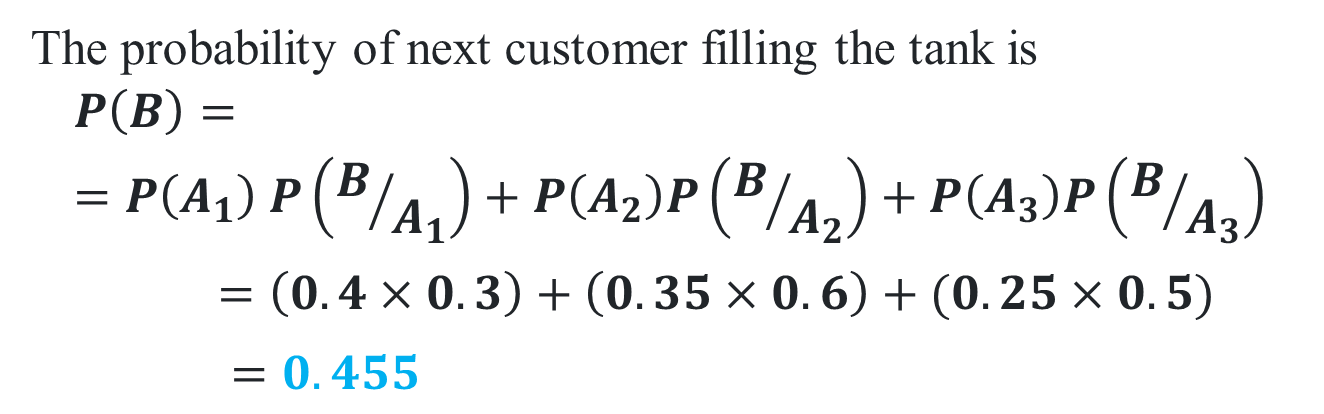 The probability of next customer filling the tank is
P(B) =
= P(A₁) P(B/A₁) + P(A₂)P(B/A₂) + P(A₃)P(B/A₃)
= (0.4 × 0.3) + (0.35 × 0.6) + (0.25 × 0.5)
= 0.455